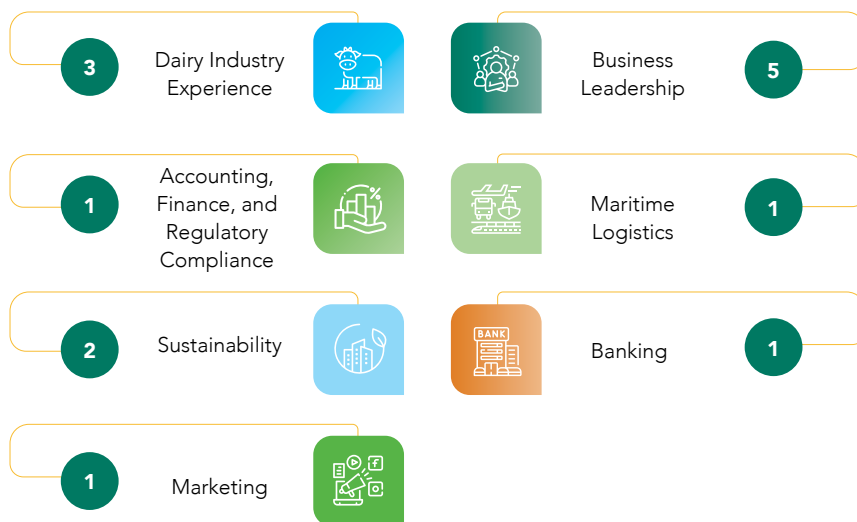 3
Dairy Industry
Experience
Business
Leadership
5
1
Accounting,
Finance, and
Regulatory
Compliance
%
Maritime
Logistics
1
2
Sustainability
BANK
Banking
1
1
Marketing
f